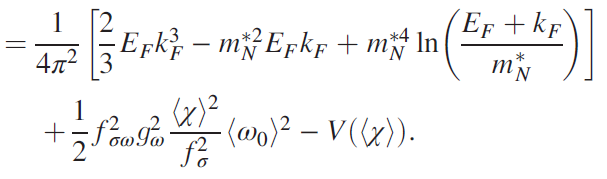 = \frac{1}{4\pi^2} \left[ \frac{2}{3} E_F k_F^3 - m_N^{*2} E_F k_F + m_N^{*4} \ln \left( \frac{E_F + k_F}{m_N^*} \right) \right]
+ \frac{1}{2} f_{\sigma\omega}^2 g_\omega^2 \frac{\langle\chi\rangle^2}{f_\sigma^2} \langle\omega_0\rangle^2 - V(\langle\chi\rangle).